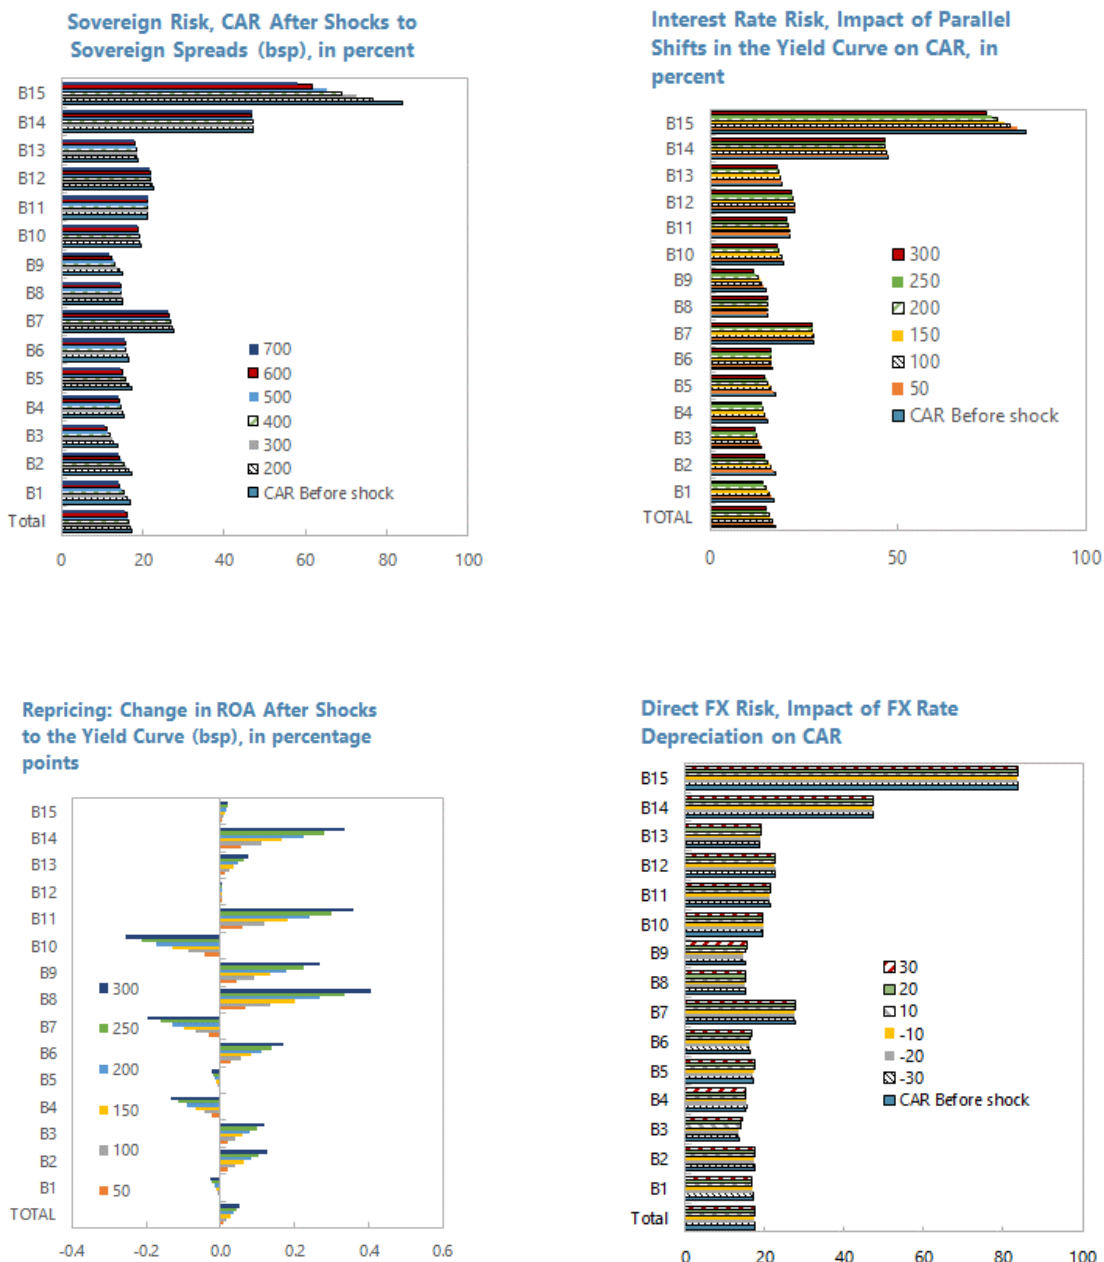 Sovereign Risk, CAR After Shocks to
Sovereign Spreads (bsp), in percent
B15
B14
B13
B12
B11
B10
B9
B8
B7
B6
B5
B4
B3
B2
B1
Total
700
600
500
400
300
200
CAR Before shock
0 20 40 60 80 100
Interest Rate Risk, Impact of Parallel
Shifts in the Yield Curve on CAR, in
percent
B15
B14
B13
B12
B11
B10
B9
B8
B7
B6
B5
B4
B3
B2
B1
TOTAL
300
250
200
150
100
50
CAR Before shock
0 50 100
Repricing: Change in ROA After Shocks
to the Yield Curve (bsp), in percentage
points
B15
B14
B13
B12
B11
B10
B9
B8
B7
B6
B5
B4
B3
B2
B1
TOTAL
300
250
200
150
100
50
-0.4 -0.2 0.0 0.2 0.4 0.6
Direct FX Risk, Impact of FX Rate
Depreciation on CAR
B15
B14
B13
B12
B11
B10
B9
B8
B7
B6
B5
B4
B3
B2
B1
Total
30
20
10
-10
-20
-30
CAR Before shock
0 20 40 60 80 100